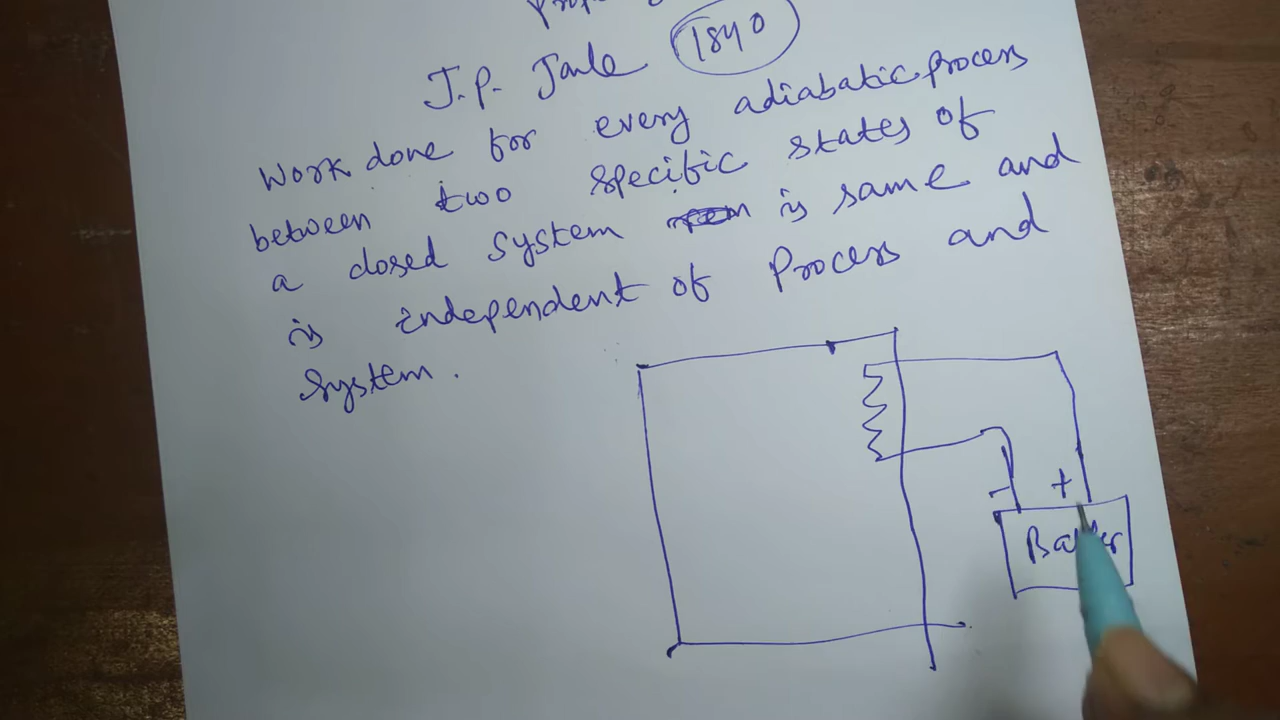 J.P. Joule 1840
Work done for every adiabatic process
between two specific states of
a closed system is same and
is independent of Process and
System.
- +